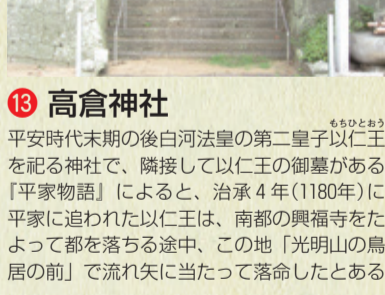 ⓭ 高倉神社
もちひとおう
平安時代末期の後白河法皇の第二皇子以仁王
を祀る神社で、隣接して以仁王の御墓がある
『平家物語』によると、治承４年(1180年)に
平家に追われた以仁王は、南都の興福寺をた
よって都を落ちる途中、この地「光明山の鳥
居の前」で流れ矢に当たって落命したとある